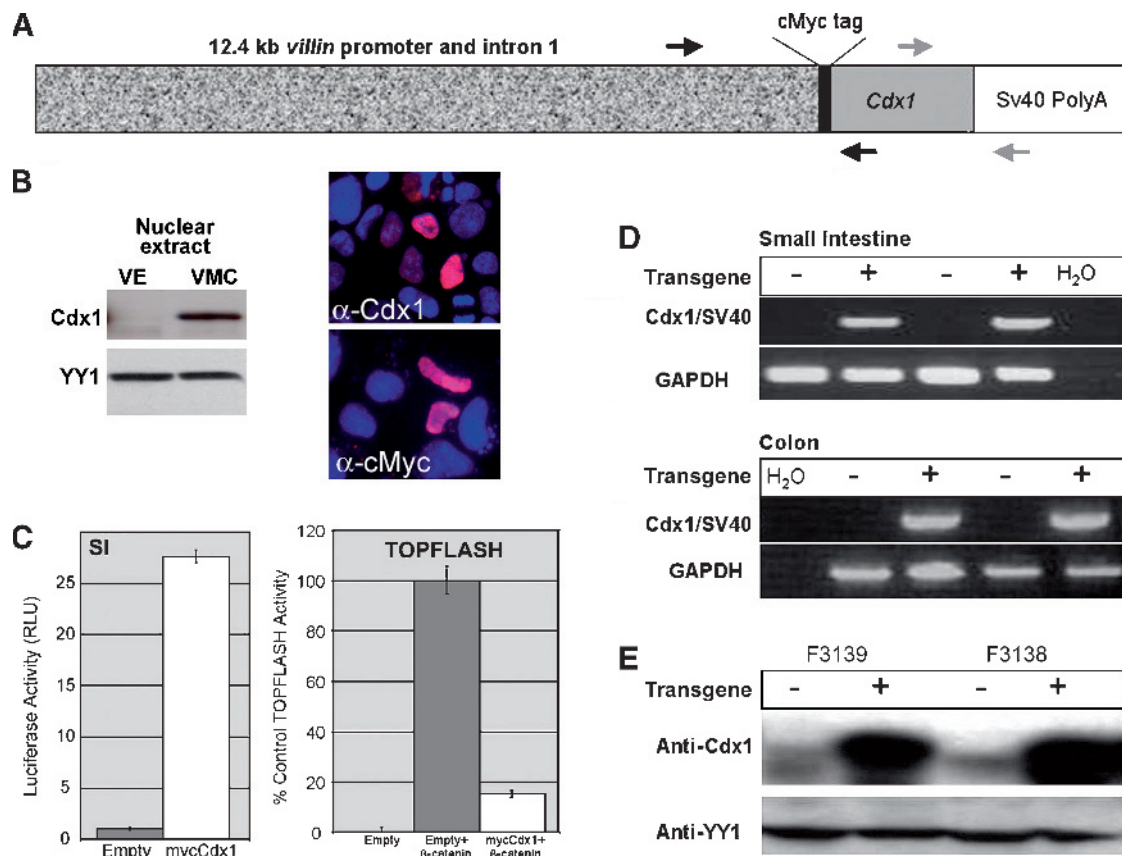 A
12.4 kb villin promoter and intron 1
cMyc tag
Cdx1
Sv40 PolyA
B
Nuclear
extract
VE VMC
Cdx1
YY1
α-Cdx1
α-cMyc
C
SI
Luciferase Activity (RLU)
25
20
15
10
5
0
Empty mycCdx1
TOPFLASH
% Control TOPFLASH Activity
120
100
80
60
40
20
0
Empty
Empty+
β-catenin
mycCdx1+
β-catenin
D
Small Intestine
Transgene - + - + H₂O
Cdx1/SV40
GAPDH
Colon
Transgene H₂O - + - +
Cdx1/SV40
GAPDH
E
F3139 F3138
Transgene - + - +
Anti-Cdx1
Anti-YY1